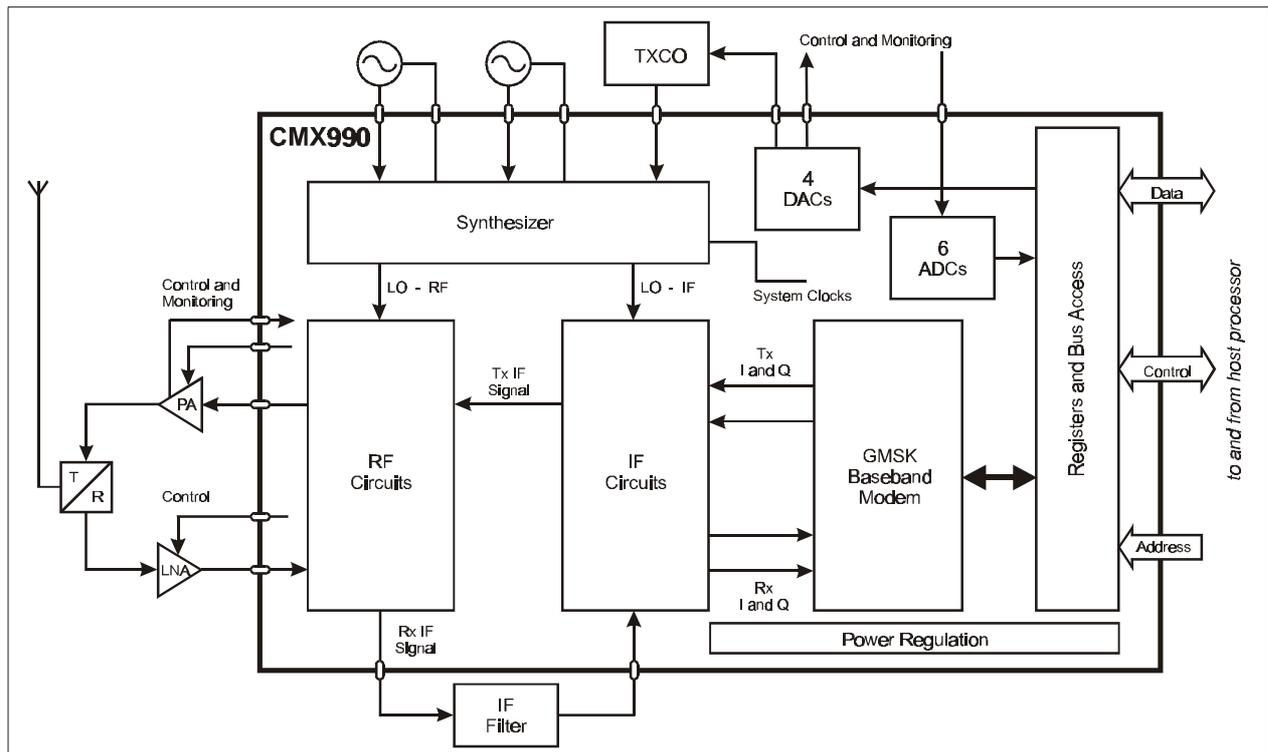 TXCO
Control and Monitoring
CMX990
4
DACs
Synthesizer
6
ADCs
Data
Control and
Monitoring
LO - RF
LO - IF
System Clocks
Registers and Bus Access
to and from host processor
Tx
I and Q
Tx IF
Signal
Control
PA
RF
Circuits
IF
Circuits
GMSK
Baseband
Modem
T
R
Control
Address
LNA
Rx
I and Q
Rx IF
Signal
Power Regulation
IF
Filter